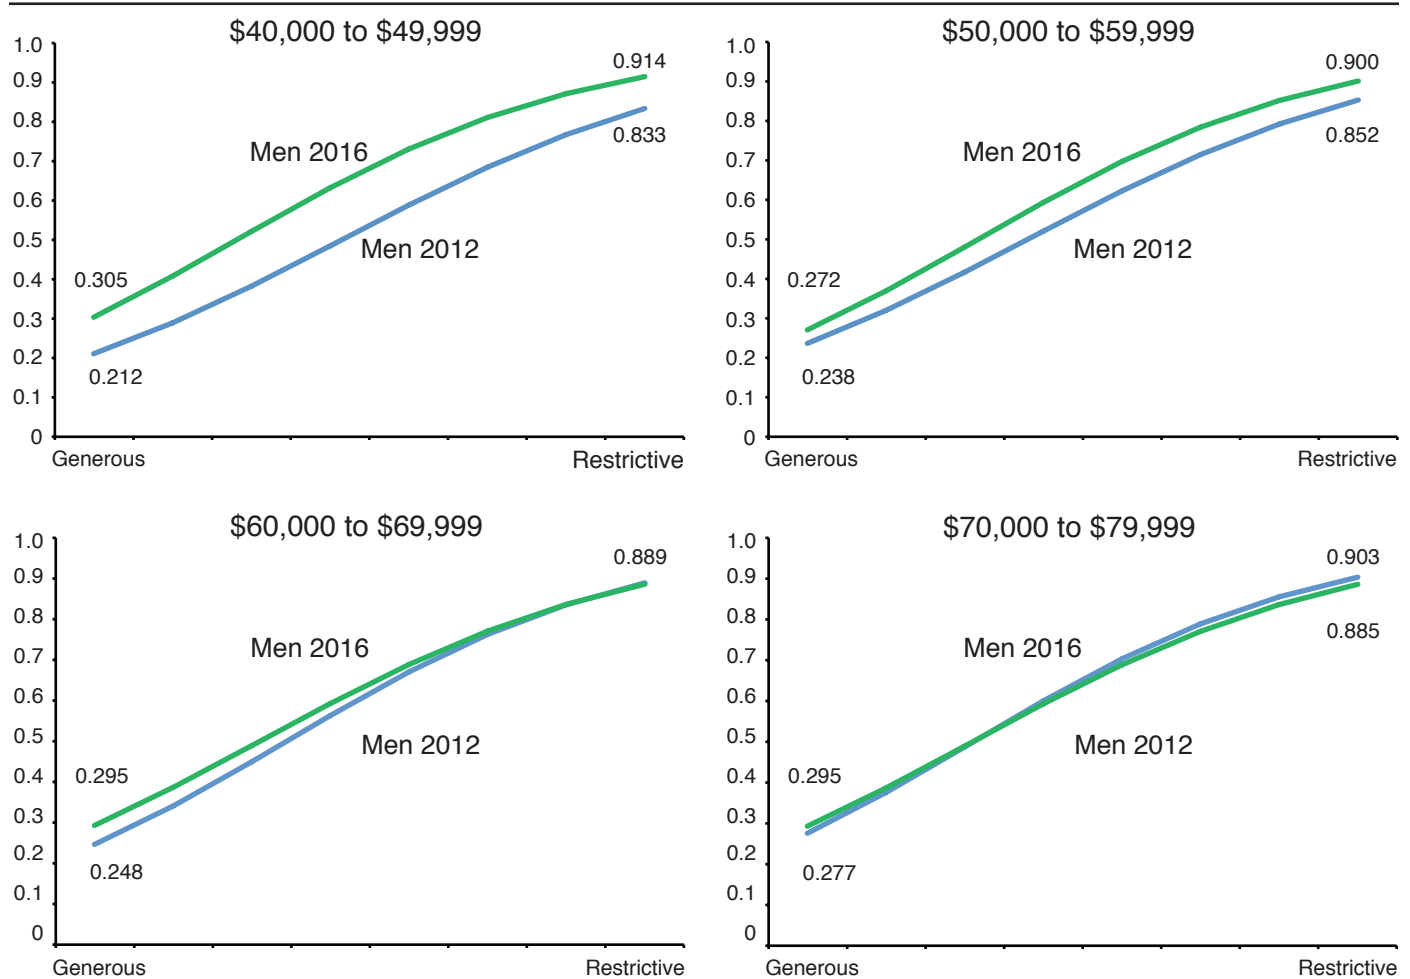 $40,000 to $49,999
1.0
0.9
0.8
0.7
0.6
0.5
0.4
0.3
0.2
0.1
0
0.914
0.833
Men 2016
Men 2012
0.305
0.212
Generous
Restrictive
$50,000 to $59,999
1.0
0.9
0.8
0.7
0.6
0.5
0.4
0.3
0.2
0.1
0
0.900
0.852
Men 2016
Men 2012
0.272
0.238
Generous
Restrictive
$60,000 to $69,999
1.0
0.9
0.8
0.7
0.6
0.5
0.4
0.3
0.2
0.1
0
0.889
Men 2016
Men 2012
0.295
0.248
Generous
Restrictive
$70,000 to $79,999
1.0
0.9
0.8
0.7
0.6
0.5
0.4
0.3
0.2
0.1
0
0.903
0.885
Men 2016
Men 2012
0.295
0.277
Generous
Restrictive